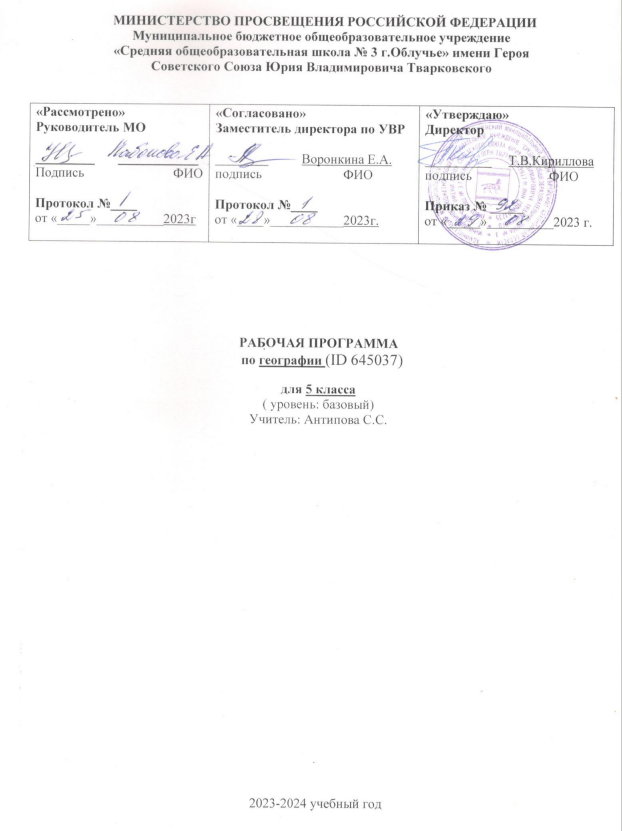 МИНИСТЕРСТВО ПРОСВЕЩЕНИЯ РОССИЙСКОЙ ФЕДЕРАЦИИ
Муниципальное бюджетное общеобразовательное учреждение
«Средняя общеобразовательная школа № 3 г.Облучье» имени Героя
Советского Союза Юрия Владимировича Тварковского
«Рассмотрено»
Руководитель МО
Подпись ФИО
Протокол № 1
от « 25 » 08 2023г
«Согласовано»
Заместитель директора по УВР
Воронкина Е.А.
подпись ФИО
Протокол № 1
от « 28 » 08 2023г.
«Утверждаю»
Директор
Т.В.Кириллова
подпись ФИО
Приказ № 92
от « 29 » 08 2023 г.
РАБОЧАЯ ПРОГРАММА
по географии (ID 645037)
для 5 класса
( уровень: базовый)
Учитель: Антипова С.С.
2023-2024 учебный год